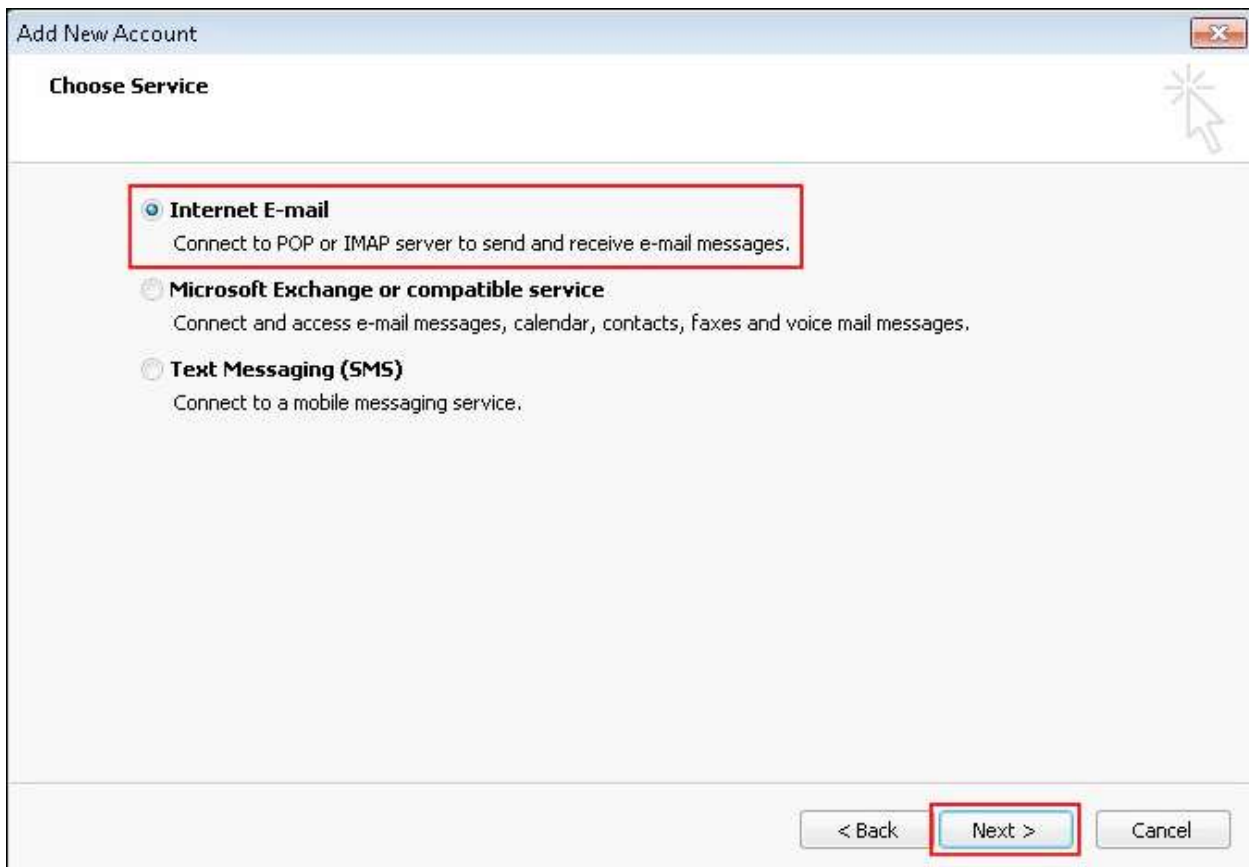 Add New Account
Choose Service
Internet E-mail
Connect to POP or IMAP server to send and receive e-mail messages.
Microsoft Exchange or compatible service
Connect and access e-mail messages, calendar, contacts, faxes and voice mail messages.
Text Messaging (SMS)
Connect to a mobile messaging service.
< Back Next > Cancel